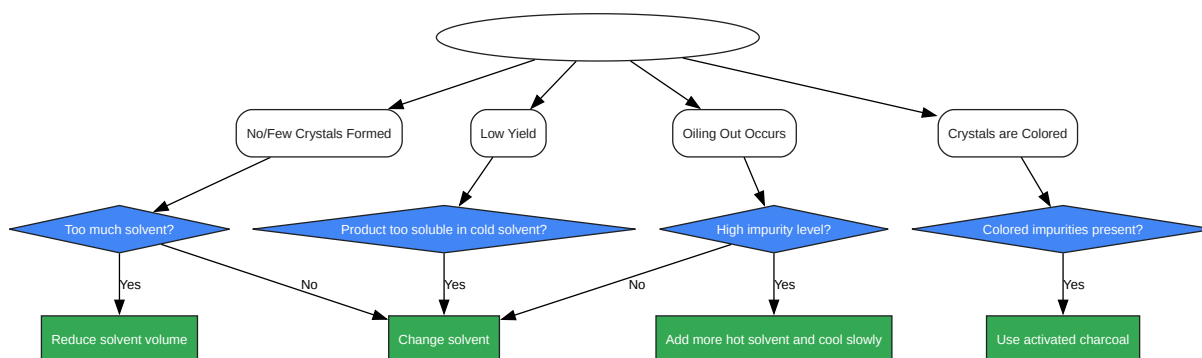 No/Few Crystals Formed
Low Yield
Oiling Out Occurs
Crystals are Colored
Too much solvent?
Product too soluble in cold solvent?
High impurity level?
Colored impurities present?
Yes
No
Yes
No
Yes
Yes
Reduce solvent volume
Change solvent
Add more hot solvent and cool slowly
Use activated charcoal